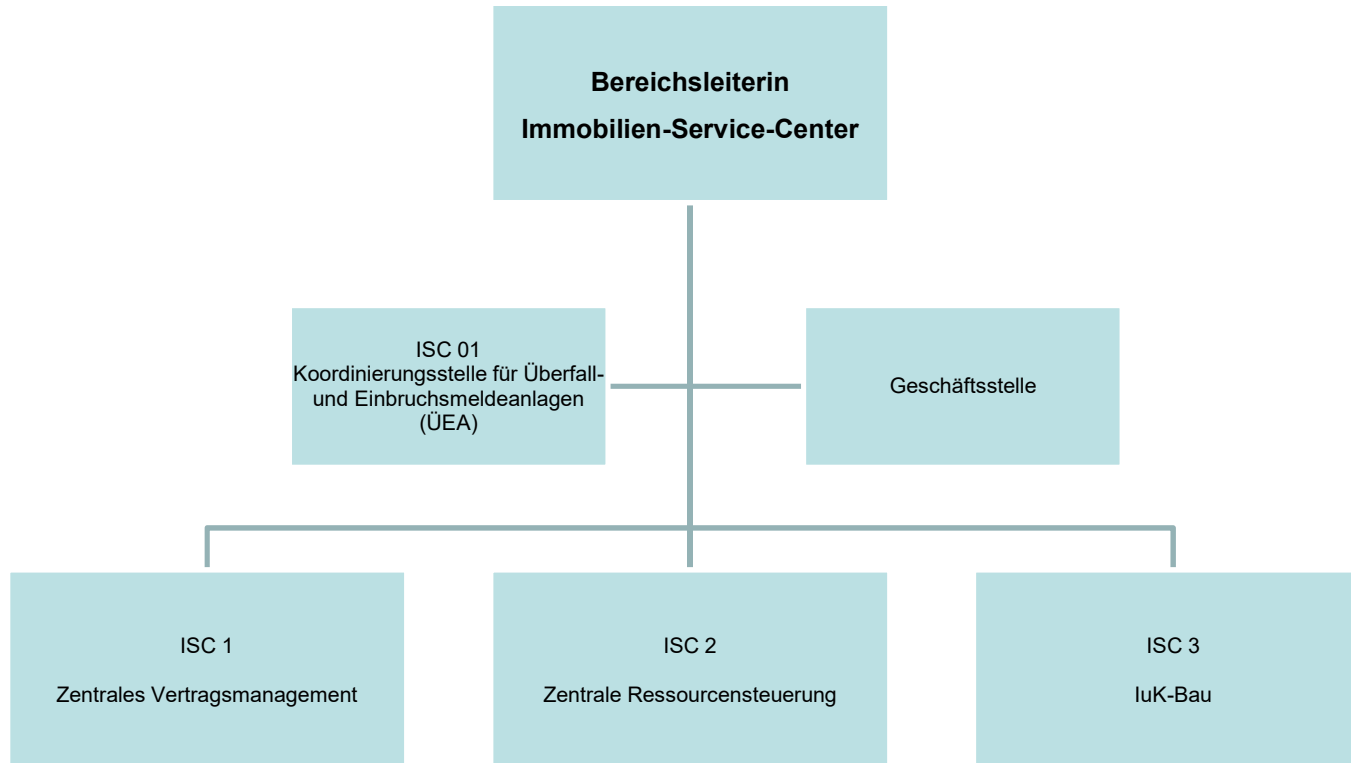 Bereichsleiterin
Immobilien-Service-Center
ISC 01
Koordinierungsstelle für Überfall-
und Einbruchsmeldeanlagen
(ÜEA)
Geschäftsstelle
ISC 1
Zentrales Vertragsmanagement
ISC 2
Zentrale Ressourcensteuerung
ISC 3
IuK-Bau